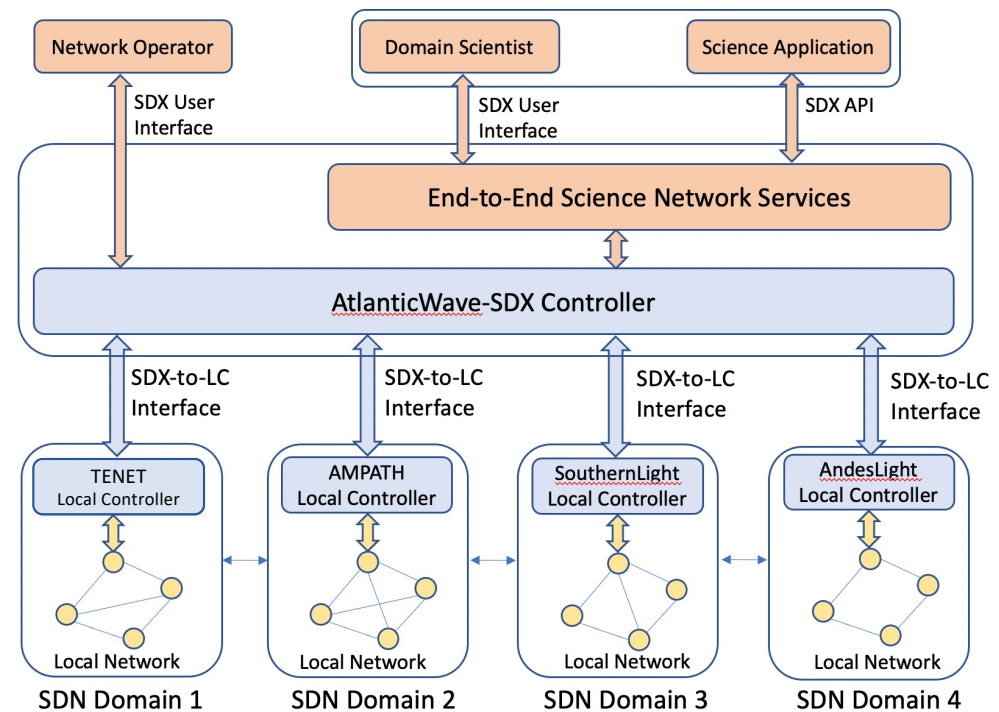 Network Operator
Domain Scientist
Science Application
SDX User
Interface
SDX User
Interface
SDX API
End-to-End Science Network Services
AtlanticWave-SDX Controller
SDX-to-LC
Interface
SDX-to-LC
Interface
SDX-to-LC
Interface
SDX-to-LC
Interface
TENET
Local Controller
AMPATH
Local Controller
SouthernLight
Local Controller
AndesLight
Local Controller
Local Network
Local Network
Local Network
Local Network
SDN Domain 1
SDN Domain 2
SDN Domain 3
SDN Domain 4